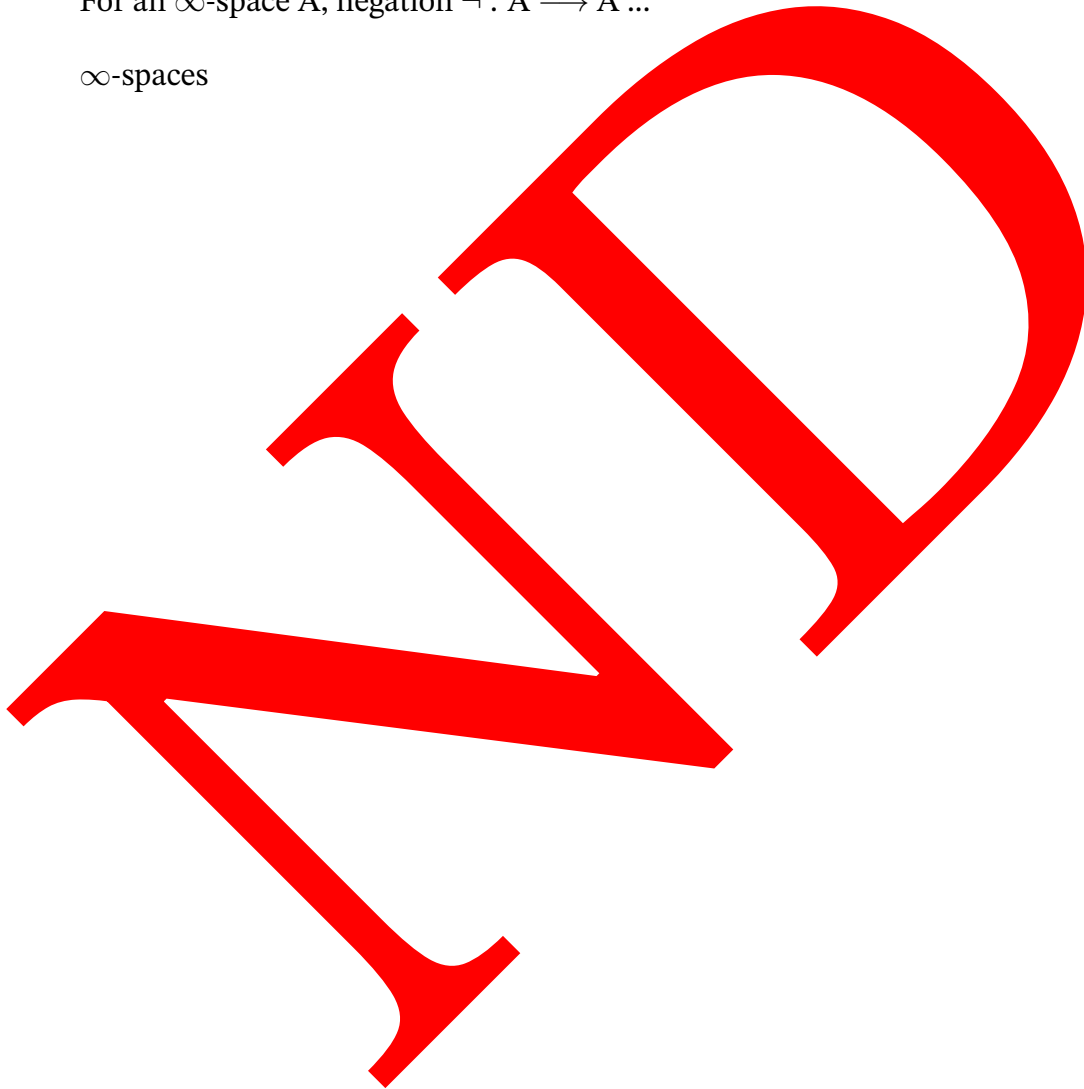 For an ∞-space A, negation ¬ : A ⟶ A ...
∞-spaces
ND